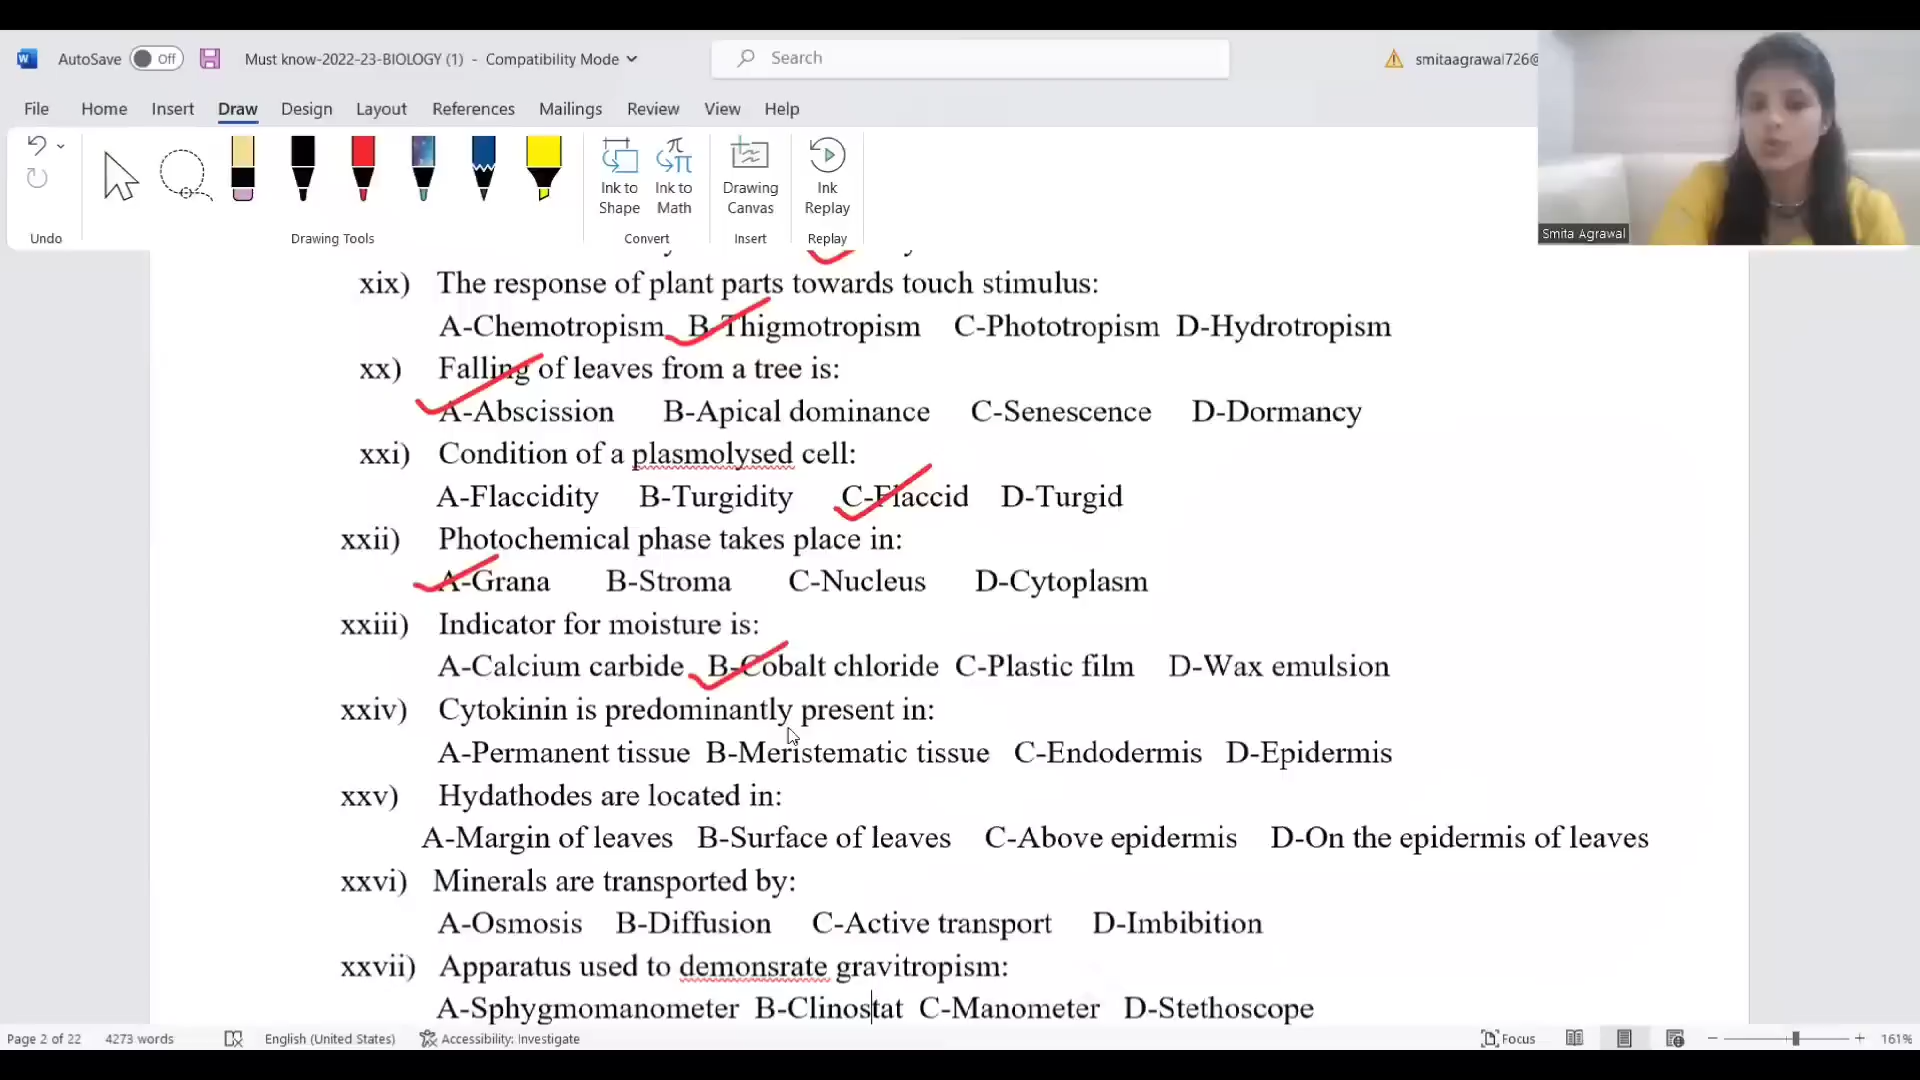 AutoSave Off Must know-2022-23-BIOLOGY (1) - Compatibility Mode Search smitaagrawal726@
File Home Insert Draw Design Layout References Mailings Review View Help
Ink to Shape Ink to Math Drawing Canvas Ink Replay
Undo Drawing Tools Convert Insert Replay
Smita Agrawal
xix) The response of plant parts towards touch stimulus:
A-Chemotropism B-Thigmotropism C-Phototropism D-Hydrotropism
xx) Falling of leaves from a tree is:
A-Abscission B-Apical dominance C-Senescence D-Dormancy
xxi) Condition of a plasmolysed cell:
A-Flaccidity B-Turgidity C-Flaccid D-Turgid
xxii) Photochemical phase takes place in:
A-Grana B-Stroma C-Nucleus D-Cytoplasm
xxiii) Indicator for moisture is:
A-Calcium carbide B-Cobalt chloride C-Plastic film D-Wax emulsion
xxiv) Cytokinin is predominantly present in:
A-Permanent tissue B-Meristematic tissue C-Endodermis D-Epidermis
xxv) Hydathodes are located in:
A-Margin of leaves B-Surface of leaves C-Above epidermis D-On the epidermis of leaves
xxvi) Minerals are transported by:
A-Osmosis B-Diffusion C-Active transport D-Imbibition
xxvii) Apparatus used to demonsrate gravitropism:
A-Sphygmomanometer B-Clinostat C-Manometer D-Stethoscope
Page 2 of 22 4273 words English (United States) Accessibility: Investigate Focus 161%